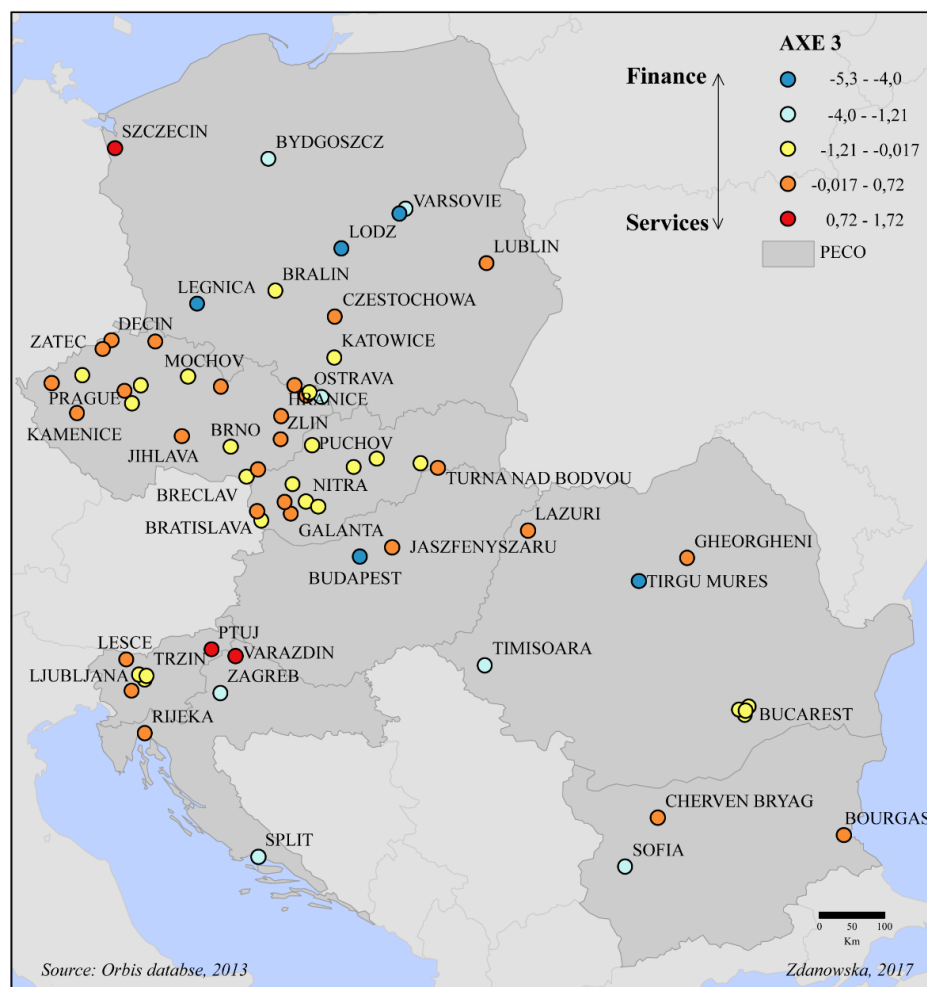 AXE 3
Finance
Services
-5,3 - -4,0
-4,0 - -1,21
-1,21 - -0,017
-0,017 - 0,72
0,72 - 1,72
PECO
SZCZECIN
BYDGOSZCZ
VARSOVIE
LODZ
LUBLIN
BRALIN
LEGNICA
CZESTOCHOWA
DECIN
ZATEC
KATOWICE
MOCHOV
OSTRAVA
HRANICE
PRAGUE
KAMENICE
ZLIN
BRNO
PUCHOV
JIHLAVA
TURNA NAD BODVOU
BRECLAV
NITRA
BRATISLAVA
GALANTA
LAZURI
JASZFENYSZARU
GHEORGHENI
BUDAPEST
TIRGU MURES
PTUJ
LESCE
TRZIN
VARAZDIN
TIMISOARA
LJUBLJANA
ZAGREB
RIJEKA
BUCAREST
CHERVEN BRYAG
BOURGAS
SPLIT
SOFIA
0 50 100
Km
Source: Orbis databse, 2013
Zdanowska, 2017